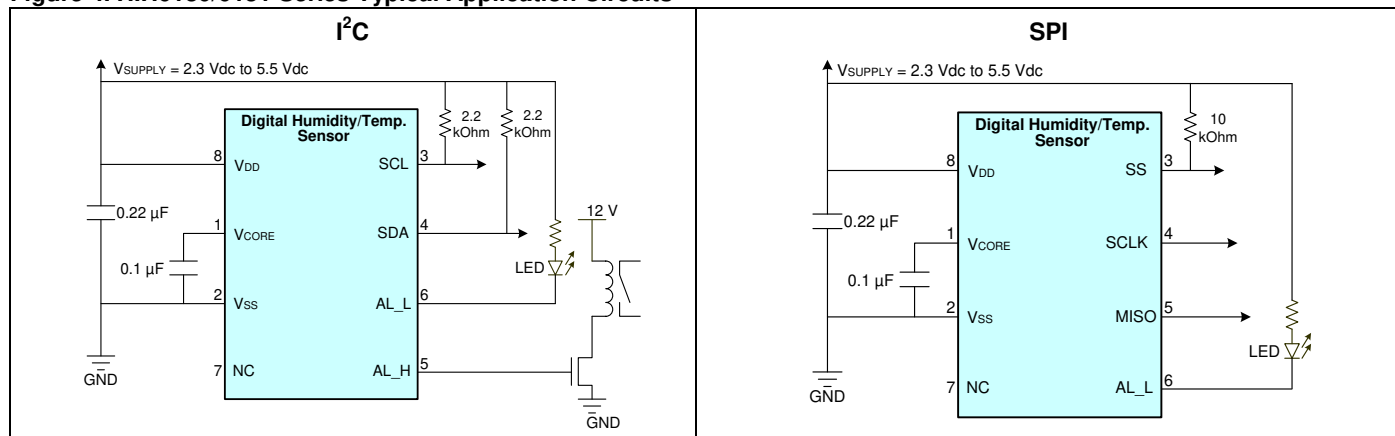 Series Typical Application Circuits
I²C
VSUPPLY = 2.3 Vdc to 5.5 Vdc
Digital Humidity/Temp.
Sensor
2.2
kOhm
2.2
kOhm
8 VDD SCL 3
0.22 µF
1 VCORE SDA 4
12 V
0.1 µF
LED
2 VSS AL_L 6
7 NC AL_H 5
GND
GND
SPI
VSUPPLY = 2.3 Vdc to 5.5 Vdc
Digital Humidity/Temp.
Sensor
10
kOhm
8 VDD SS 3
0.22 µF
1 VCORE SCLK 4
0.1 µF
2 VSS MISO 5
LED
7 NC AL_L 6
GND